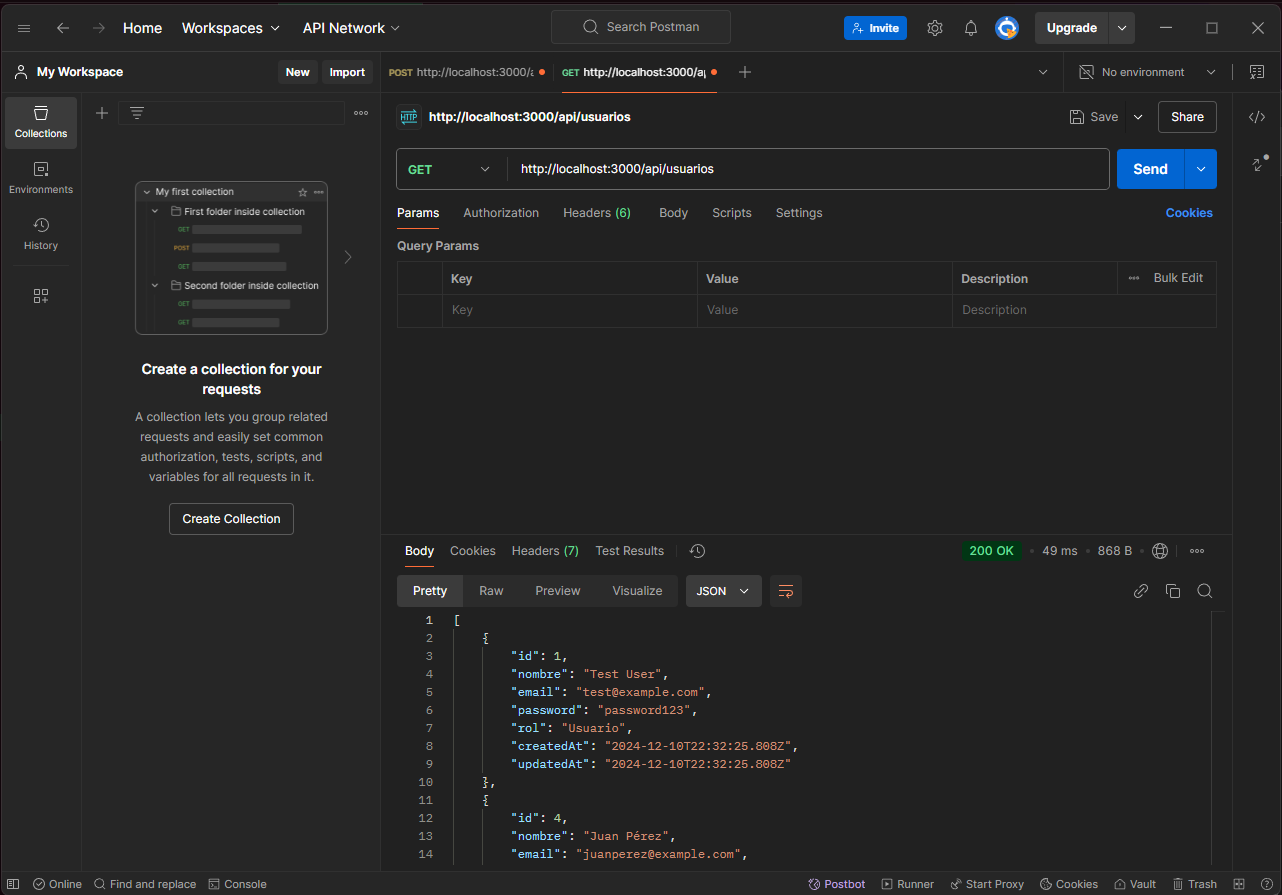 Home Workspaces API Network Search Postman Invite Upgrade
My Workspace New Import POST http://localhost:3000/a GET http://localhost:3000/ap No environment
Collections
Environments
History
My first collection
First folder inside collection
GET
POST
GET
Second folder inside collection
GET
GET
Create a collection for your
requests
A collection lets you group related
requests and easily set common
authorization, tests, scripts, and
variables for all requests in it.
Create Collection
HTTP http://localhost:3000/api/usuarios Save Share
GET http://localhost:3000/api/usuarios Send
Params Authorization Headers (6) Body Scripts Settings Cookies
Query Params
Key Value Description Bulk Edit
Key Value Description
Body Cookies Headers (7) Test Results 200 OK 49 ms 868 B
Pretty Raw Preview Visualize JSON
1 [
2 {
3 "id": 1,
4 "nombre": "Test User",
5 "email": "test@example.com",
6 "password": "password123",
7 "rol": "Usuario",
8 "createdAt": "2024-12-10T22:32:25.808Z",
9 "updatedAt": "2024-12-10T22:32:25.808Z"
10 },
11 {
12 "id": 4,
13 "nombre": "Juan Pérez",
14 "email": "juanperez@example.com",
Online Find and replace Console Postbot Runner Start Proxy Cookies Vault Trash